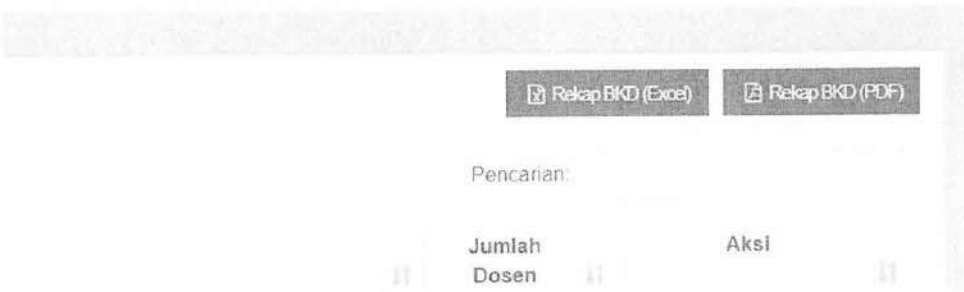 Rekap BKD (Excel) Rekap BKD (PDF)
Pencarian:
Jumlah Aksi
Dosen